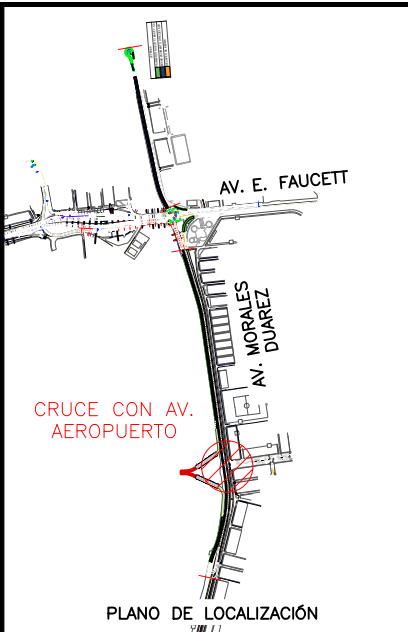 AV. E. FAUCETT
AV. MORALES
DUAREZ
CRUCE CON AV.
AEROPUERTO
PLANO DE LOCALIZACIÓN